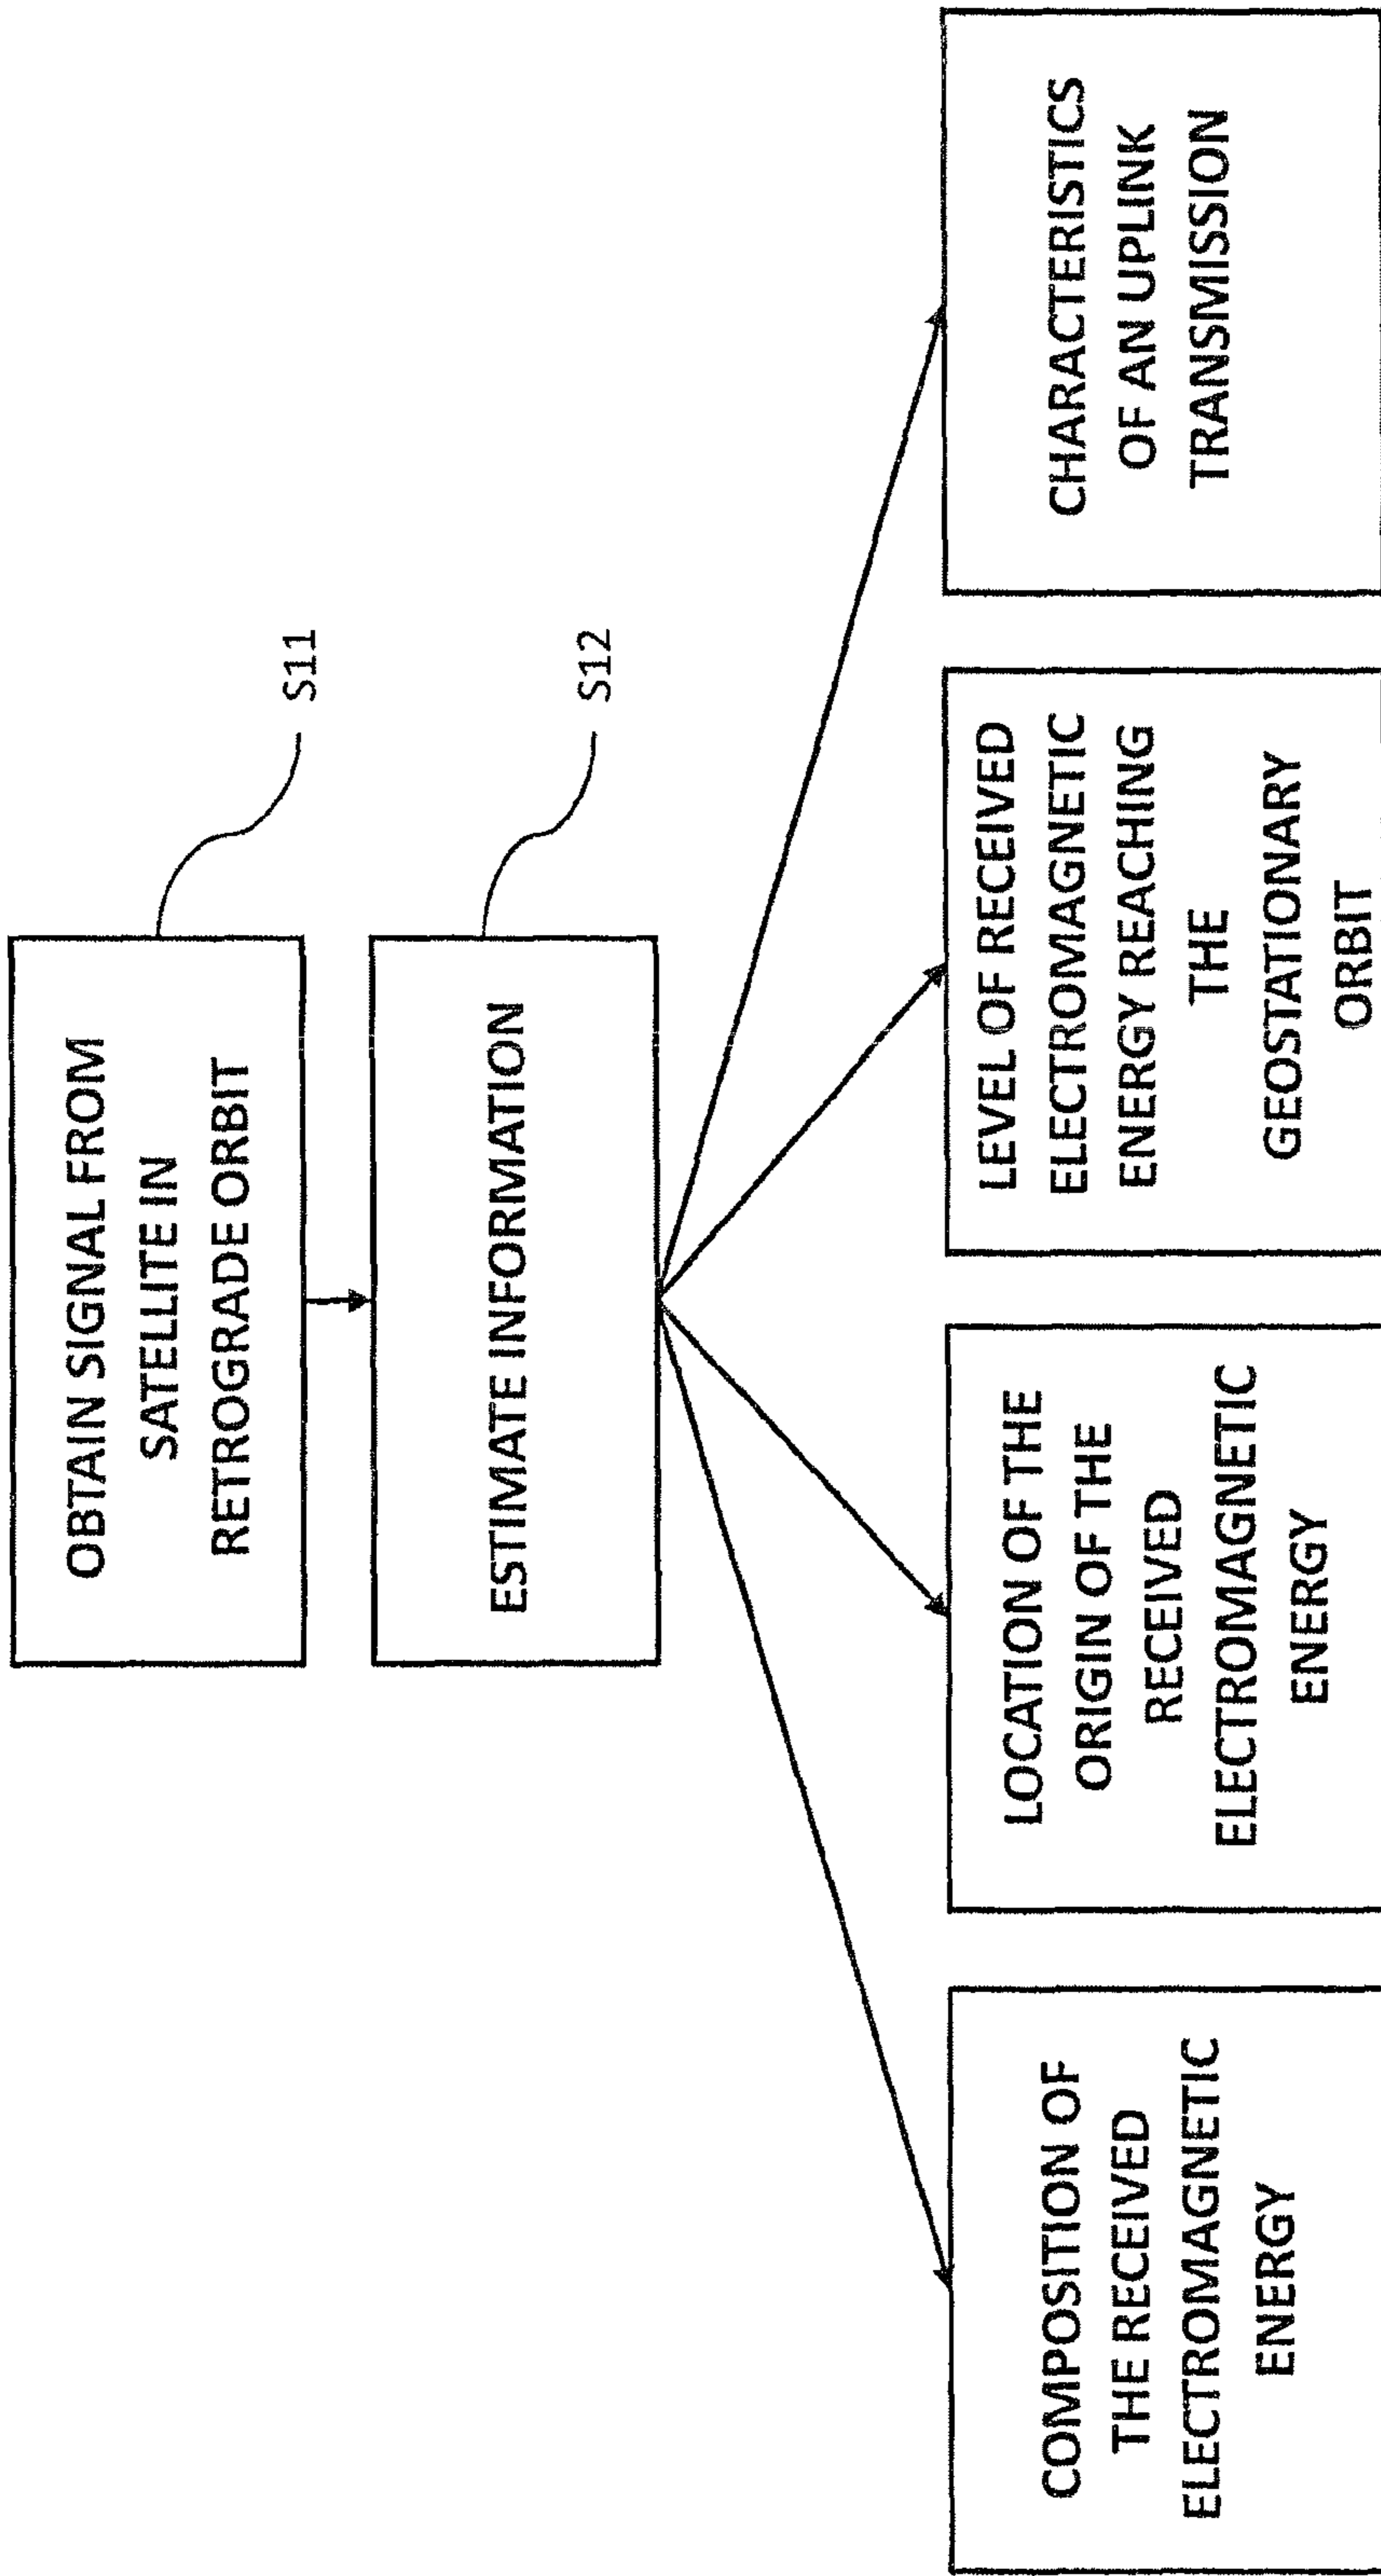 OBTAIN SIGNAL FROM
SATELLITE IN
RETROGRADE ORBIT
S11
ESTIMATE INFORMATION
S12
COMPOSITION OF
THE RECEIVED
ELECTROMAGNETIC
ENERGY
LOCATION OF THE
ORIGIN OF THE
RECEIVED
ELECTROMAGNETIC
ENERGY
LEVEL OF RECEIVED
ELECTROMAGNETIC
ENERGY REACHING
THE
GEOSTATIONARY
ORBIT
CHARACTERISTICS
OF AN UPLINK
TRANSMISSION